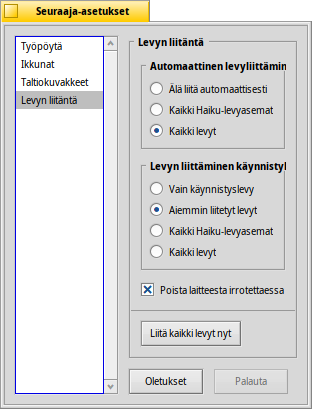 Seuraaja-asetukset
Työpöytä
Ikkunat
Taltiokuvakkeet
Levyn liitäntä
Levyn liitäntä
Automaattinen levyliittämin
Älä liitä automaattisesti
Kaikki Haiku-levyasemat
Kaikki levyt
Levyn liittäminen käynnistyk
Vain käynnistyslevy
Aiemmin liitetyt levyt
Kaikki Haiku-levyasemat
Kaikki levyt
Poista laitteesta irrotettaessa
Liitä kaikki levyt nyt
Oletukset
Palauta